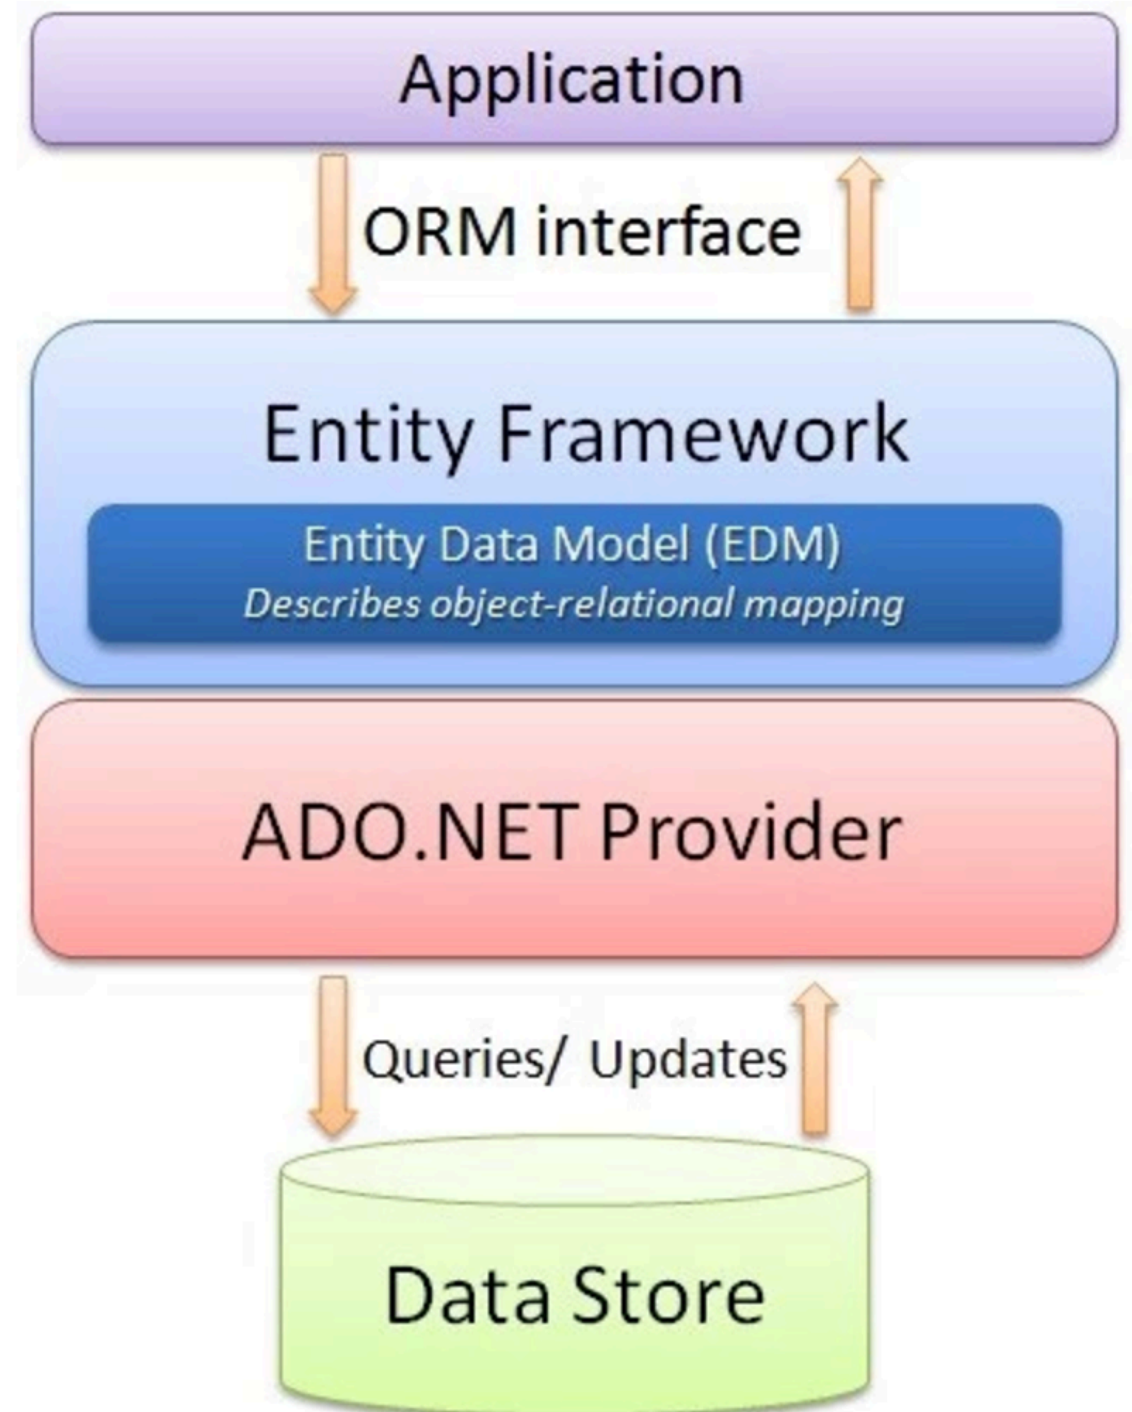 Application
ORM interface
Entity Framework
Entity Data Model (EDM)
Describes object-relational mapping
ADO.NET Provider
Queries/ Updates
Data Store